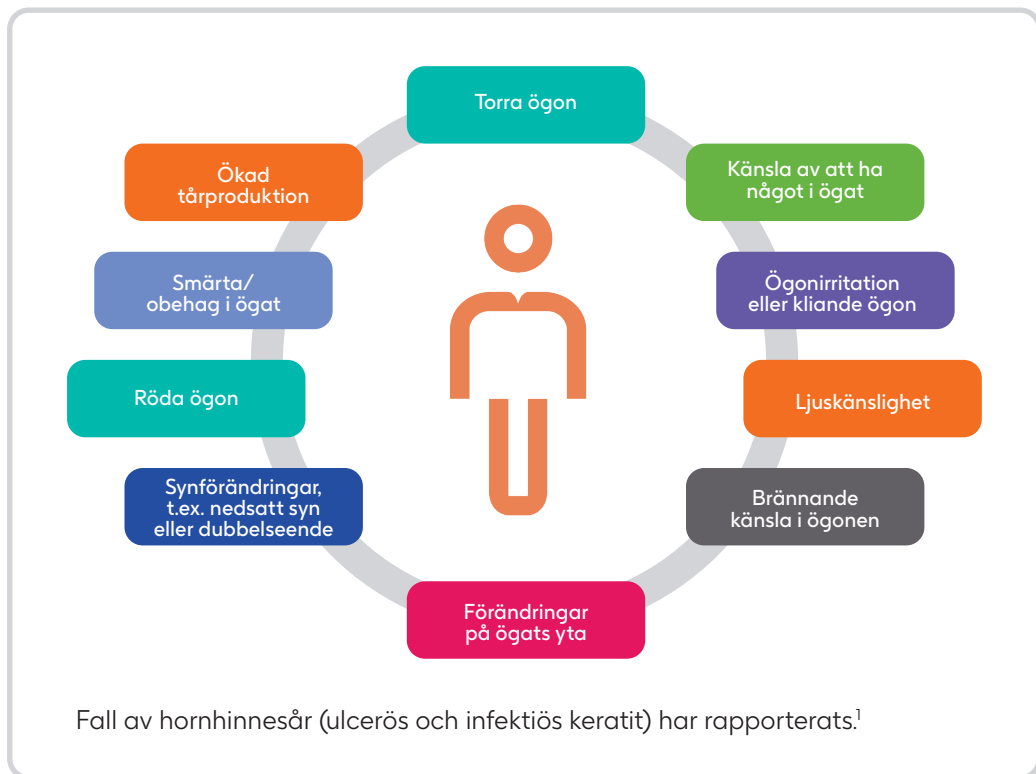 Torra ögon
Ökad
tårproduktion
Känsla av att ha
något i ögat
Smärta/
obehag i ögat
Ögonirritation
eller kliande ögon
Röda ögon
Ljuskänslighet
Synförändringar,
t.ex. nedsatt syn
eller dubbelseende
Brännande
känsla i ögonen
Förändringar
på ögats yta
Fall av hornhinnesår (ulcerös och infektiös keratit) har rapporterats.¹